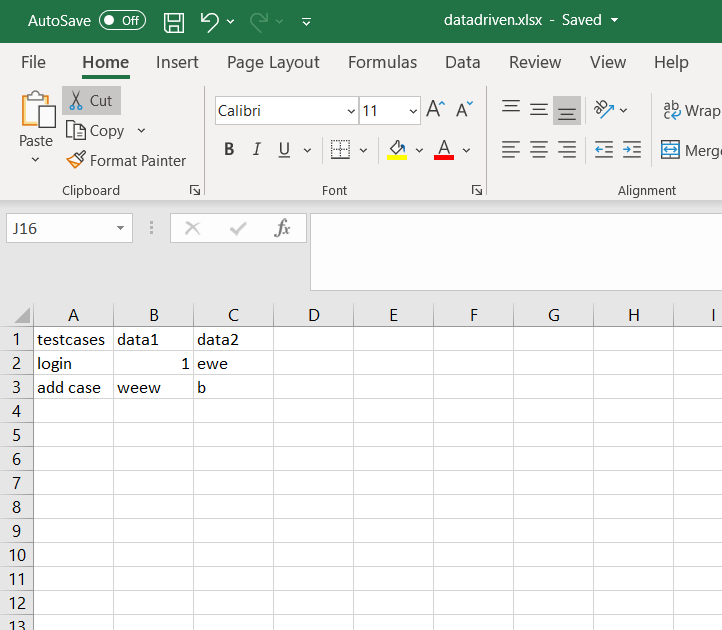 AutoSave Off datadriven.xlsx - Saved
File Home Insert Page Layout Formulas Data Review View Help
Paste
Cut
Copy
Format Painter
Clipboard
Calibri 11
B I U A
Font
Wrap
Merge
Alignment
J16 fx
A B C D E F G H I
1 testcases data1 data2
2 login 1 ewe
3 add case weew b
4
5
6
7
8
9
10
11
12
13